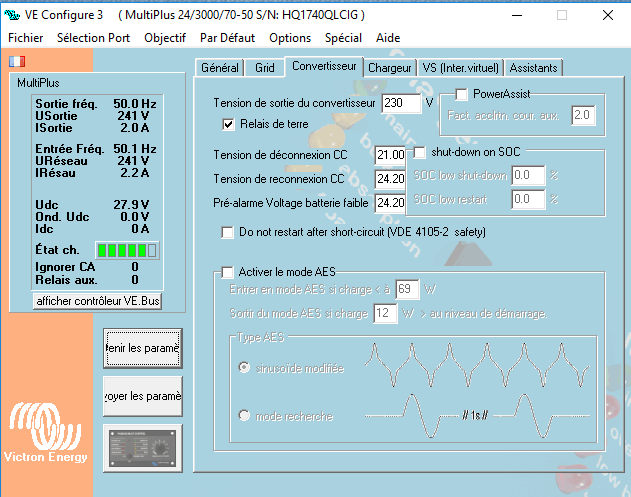 VE Configure 3 ( MultiPlus 24/3000/70-50 S/N: HQ1740QLCIG )
Fichier Sélection Port Objectif Par Défaut Options Spécial Aide
MultiPlus
Sortie fréq. 50.0 Hz
USortie 241 V
ISortie 2.0 A
Entrée Fréq. 50.1 Hz
URéseau 241 V
IRésau 2.2 A
Udc 27.9 V
Ond. Udc 0.0 V
Idc 0 A
État ch.
Ignorer CA 0
Relais aux. 0
afficher contrôleur VE.Bus
enir les paramè
oyer les paramè
Victron Energy
Général Grid Convertisseur Chargeur VS (Inter.virtuel) Assistants
Tension de sortie du convertisseur 230 V
Relais de terre
PowerAssist
Fact. accltn. cour. aux. 2.0
Tension de déconnexion CC 21.00
Tension de reconnexion CC 24.20
Pré-alarme Voltage batterie faible 24.20
shut-down on SOC
SOC low shut-down 0.0 %
SOC low restart 0.0 %
Do not restart after short-circuit (VDE 4105-2 safety)
Activer le mode AES
Entrer en mode AES si charge < à 69 W
Sortir du mode AES si charge 12 W > au niveau de démarrage.
Type AES
sinusoïde modifiée
mode recherche
// 1s //